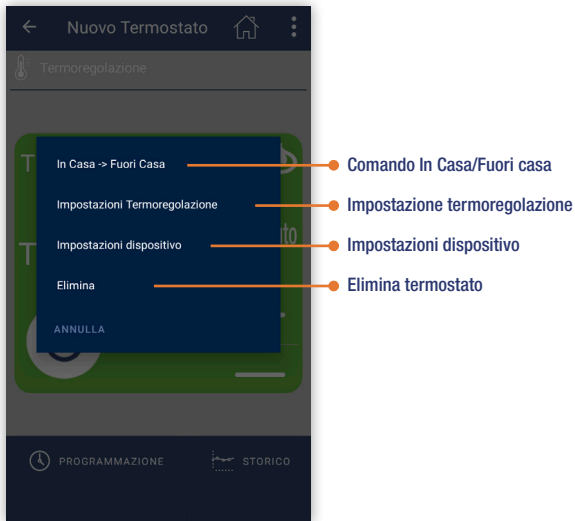 Nuovo Termostato
Termoregolazione
In Casa -> Fuori Casa
Comando In Casa/Fuori casa
Impostazioni Termoregolazione
Impostazione termoregolazione
Impostazioni dispositivo
Impostazioni dispositivo
Elimina
Elimina termostato
ANNULLA
PROGRAMMAZIONE
STORICO